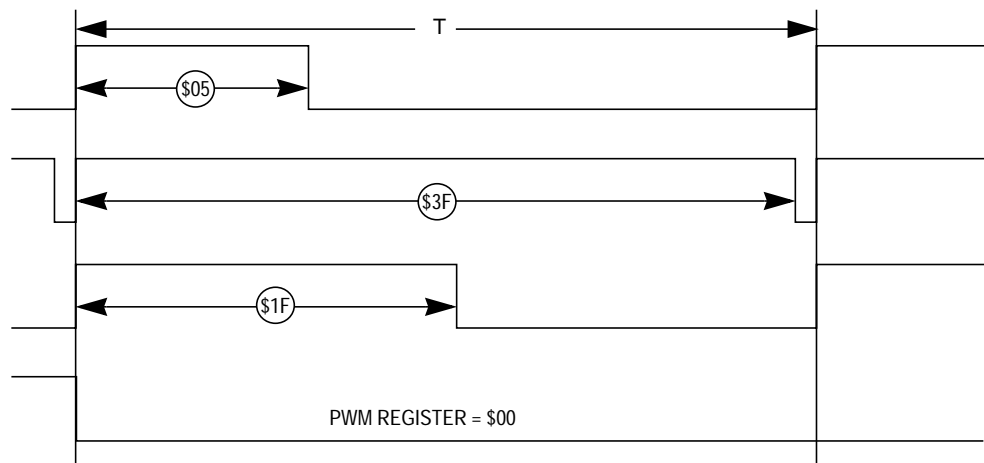 T
$05
$3F
$1F
PWM REGISTER = $00